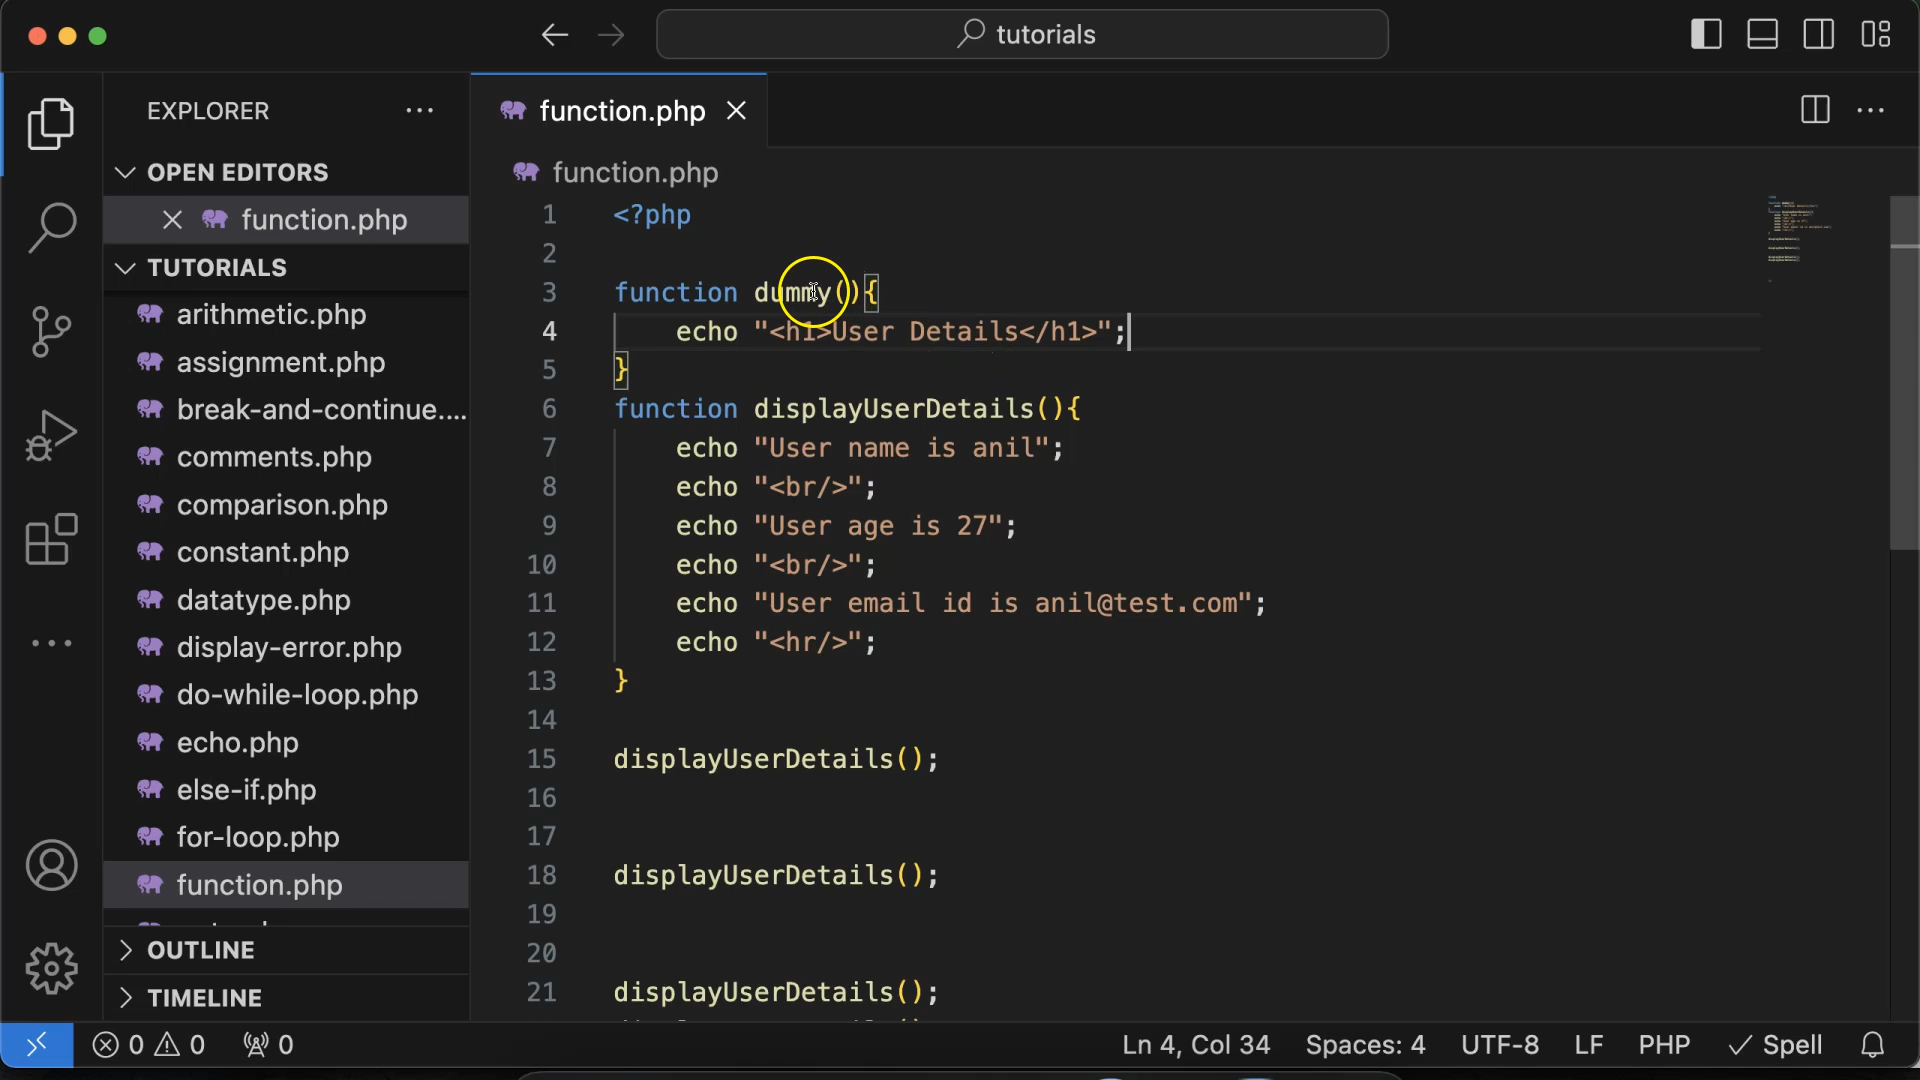 tutorials
EXPLORER
function.php
OPEN EDITORS
function.php
TUTORIALS
arithmetic.php
assignment.php
break-and-continue....
comments.php
comparison.php
constant.php
datatype.php
display-error.php
do-while-loop.php
echo.php
else-if.php
for-loop.php
function.php
OUTLINE
TIMELINE
function.php
1 <?php
2
3 function dummy(){
4 echo "<h1>User Details</h1>";
5 }
6 function displayUserDetails(){
7 echo "User name is anil";
8 echo "<br/>";
9 echo "User age is 27";
10 echo "<br/>";
11 echo "User email id is anil@test.com";
12 echo "<hr/>";
13 }
14
15 displayUserDetails();
16
17
18 displayUserDetails();
19
20
21 displayUserDetails();
0 0 0 Ln 4, Col 34 Spaces: 4 UTF-8 LF PHP Spell